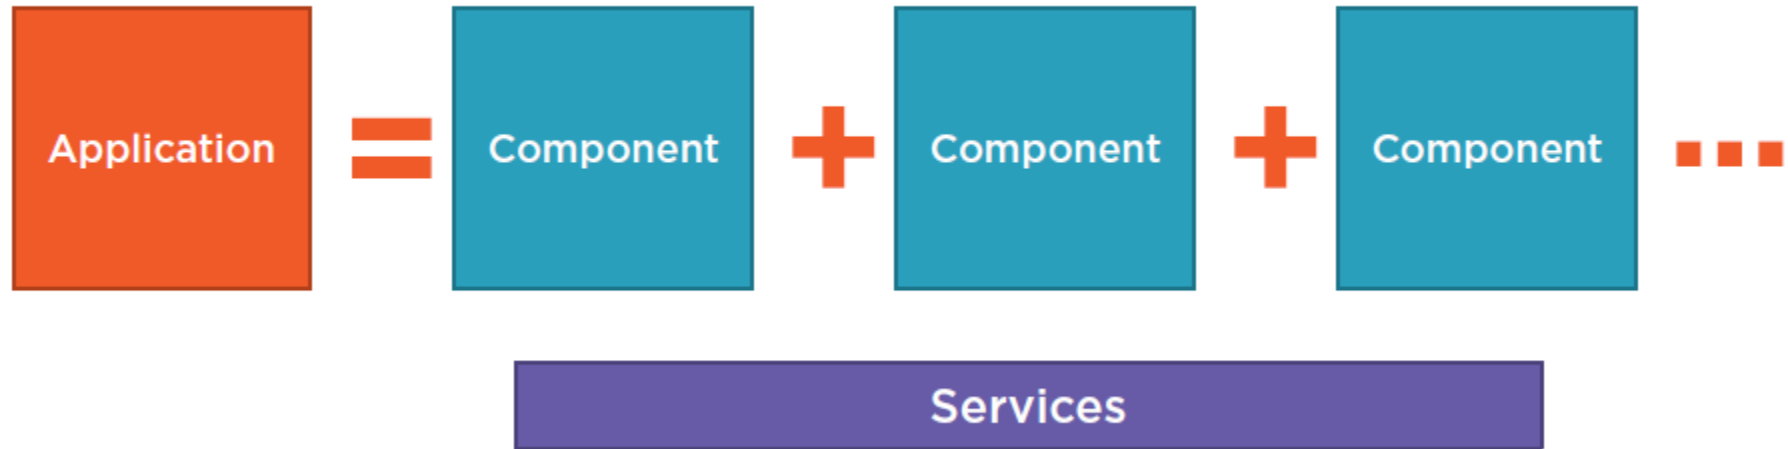 Application = Component + Component + Component ...
Services